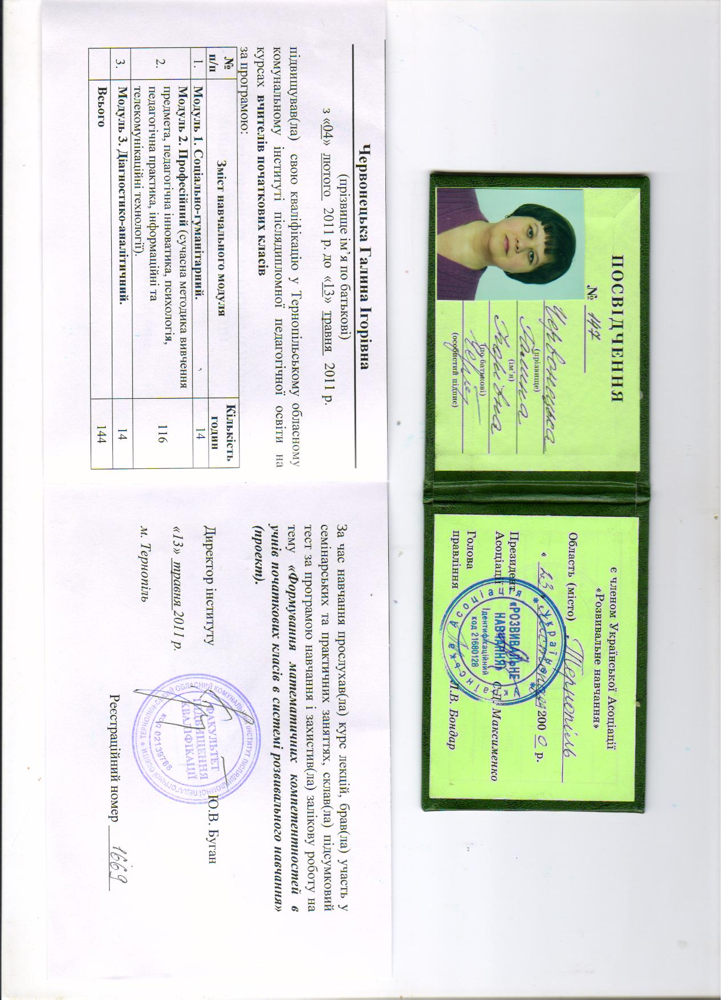 ПОСВІДЧЕННЯ
№ 147
Червонецька
(прізвище)
Галина
(ім'я)
Ігорівна
(по батькові)
(особистий підпис)
є членом Української Асоціації
«Розвивальне навчання»
Область (місто) Тернопіль
« 23 » листопада 200 0 р.
Президент
Асоціації С.Д. Максименко
Голова
правління Л.В. Бондар
Українська Асоціація
«РОЗВИВАЛЬНЕ
НАВЧАННЯ»
Ідентифікаційний
код 21680128
Червонецька Галина Ігорівна
(прізвище ім’я по батькові)
з «04» лютого 2011 р. до «13» травня 2011 р.
підвищував(ла) свою кваліфікацію у Тернопільському обласному
комунальному інституті післядипломної педагогічної освіти на
курсах вчителів початкових класів
за програмою:
№ п/п Зміст навчального модуля Кількість годин
1. Модуль 1. Соціально-гуманітарний. 14
2. Модуль 2. Професійний (сучасна методика вивчення
предмета, педагогічна інноватика, психологія,
педагогічна практика, інформаційні та
телекомунікаційні технології). 116
3. Модуль 3. Діагностико-аналітичний. 14
Всього 144
За час навчання прослухав(ла) курс лекцій, брав(ла) участь у
семінарських та практичних заняттях, склав(ла) підсумковий
тест за програмою навчання і захистив(ла) залікову роботу на
тему «Формування математичних компетентностей в
учнів початкових класів в системі розвивального навчання»
(проект).
Директор інституту Ю.В. Буган
«13» травня 2011 р.
м. Тернопіль
Реєстраційний номер 1669
ТЕРНОПІЛЬСЬКИЙ ОБЛАСНИЙ КОМУНАЛЬНИЙ ІНСТИТУТ ПІСЛЯДИПЛОМНОЇ ПЕДАГОГІЧНОЇ ОСВІТИ
ФАКУЛЬТЕТ
ПІДВИЩЕННЯ
КВАЛІФІКАЦІЇ
код 02139788